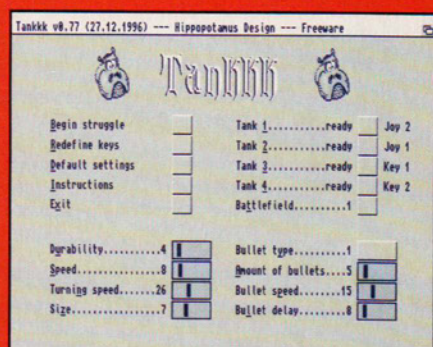 Tankkk v0.77 (27.12.1996) --- Hippopotamus Design --- Freeware
Tankkk
Begin struggle
Redefine keys
Default settings
Instructions
Exit
Tank 1...........ready Joy 2
Tank 2...........ready Joy 1
Tank 3...........ready Key 1
Tank 4...........ready Key 2
Battlefield..........1
Durability.........4
Speed..............8
Turning speed.....26
Size...............7
Bullet type..........1
Amount of bullets....5
Bullet speed........15
Bullet delay.........8